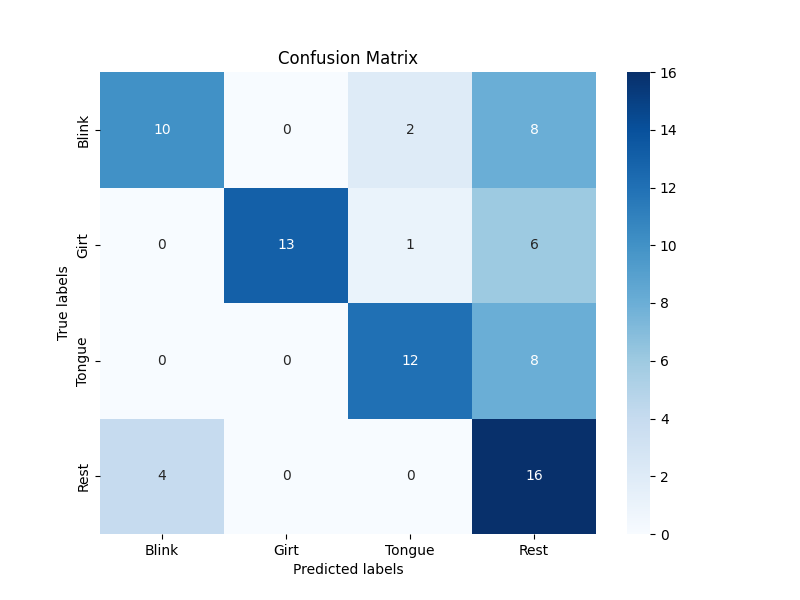 Confusion Matrix
True labels
Blink
10
0
2
8
Girt
0
13
1
6
Tongue
0
0
12
8
Rest
4
0
0
16
Blink
Girt
Tongue
Rest
Predicted labels
16
14
12
10
8
6
4
2
0